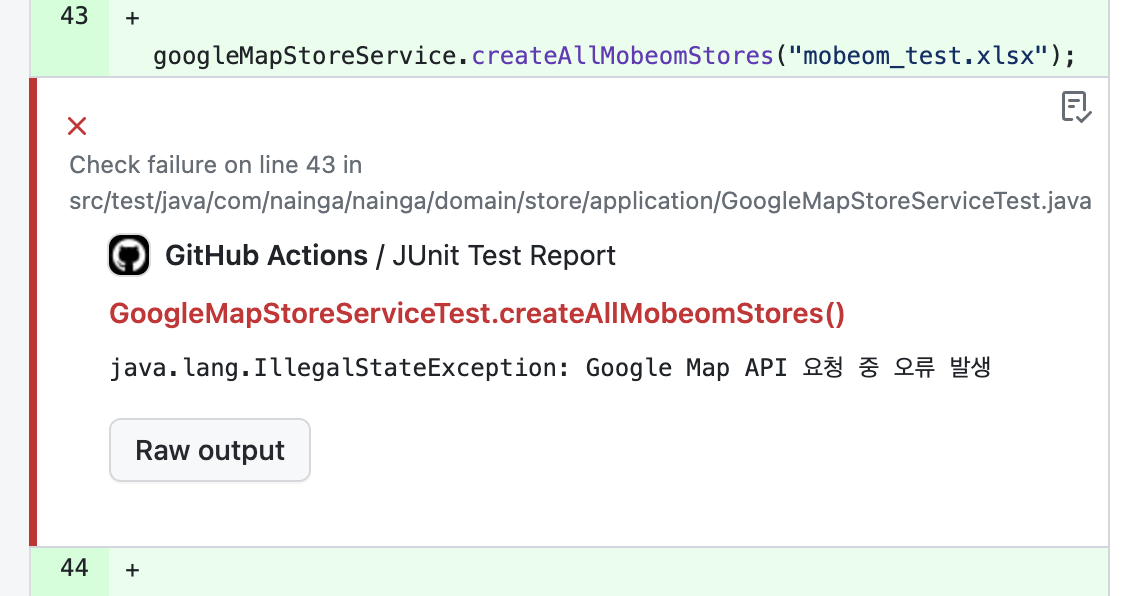 43 +
googleMapStoreService.createAllMobeomStores("mobeom_test.xlsx");
Check failure on line 43 in
src/test/java/com/nainga/nainga/domain/store/application/GoogleMapStoreServiceTest.java
GitHub Actions / JUnit Test Report
GoogleMapStoreServiceTest.createAllMobeomStores()
java.lang.IllegalStateException: Google Map API 요청 중 오류 발생
Raw output
44 +